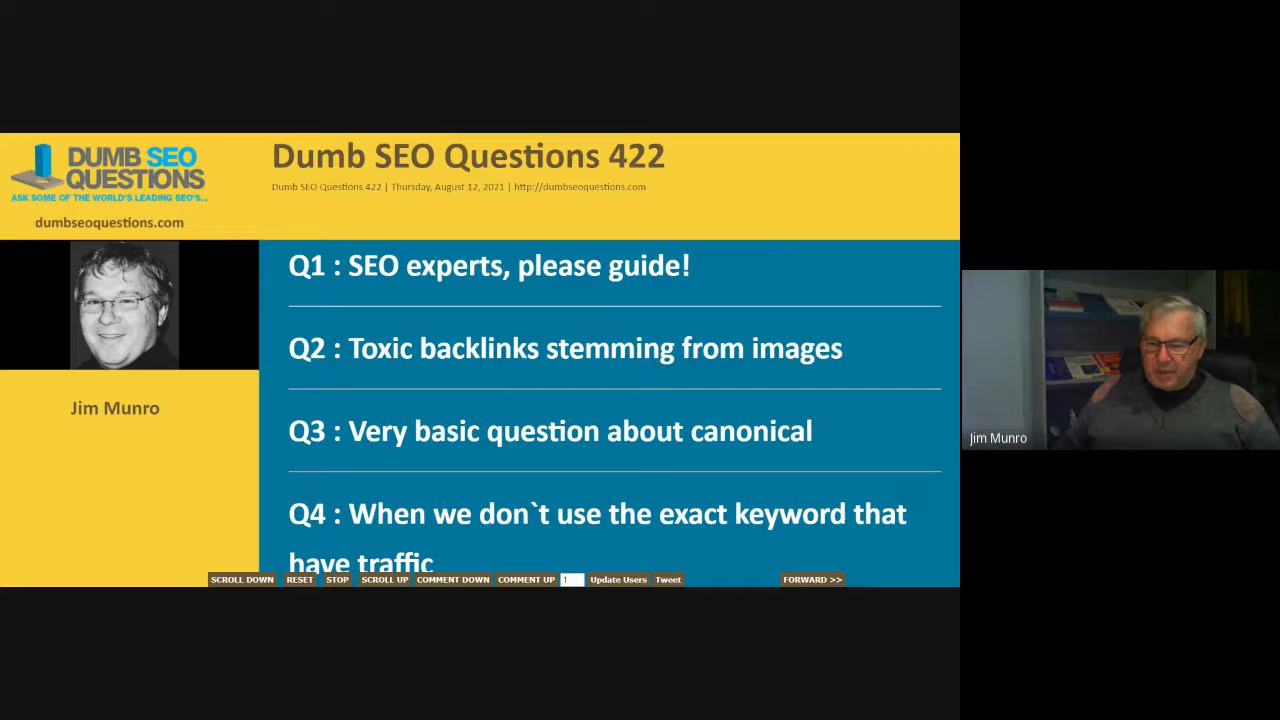 DUMB SEO
QUESTIONS
ASK SOME OF THE WORLD'S LEADING SEO'S...
dumbseoquestions.com
Dumb SEO Questions 422
Dumb SEO Questions 422 | Thursday, August 12, 2021 | http://dumbseoquestions.com
Jim Munro
Q1 : SEO experts, please guide!
Q2 : Toxic backlinks stemming from images
Q3 : Very basic question about canonical
Q4 : When we don`t use the exact keyword that
have traffic
SCROLL DOWN RESET STOP SCROLL UP COMMENT DOWN COMMENT UP 1 Update Users Tweet FORWARD >>
Jim Munro